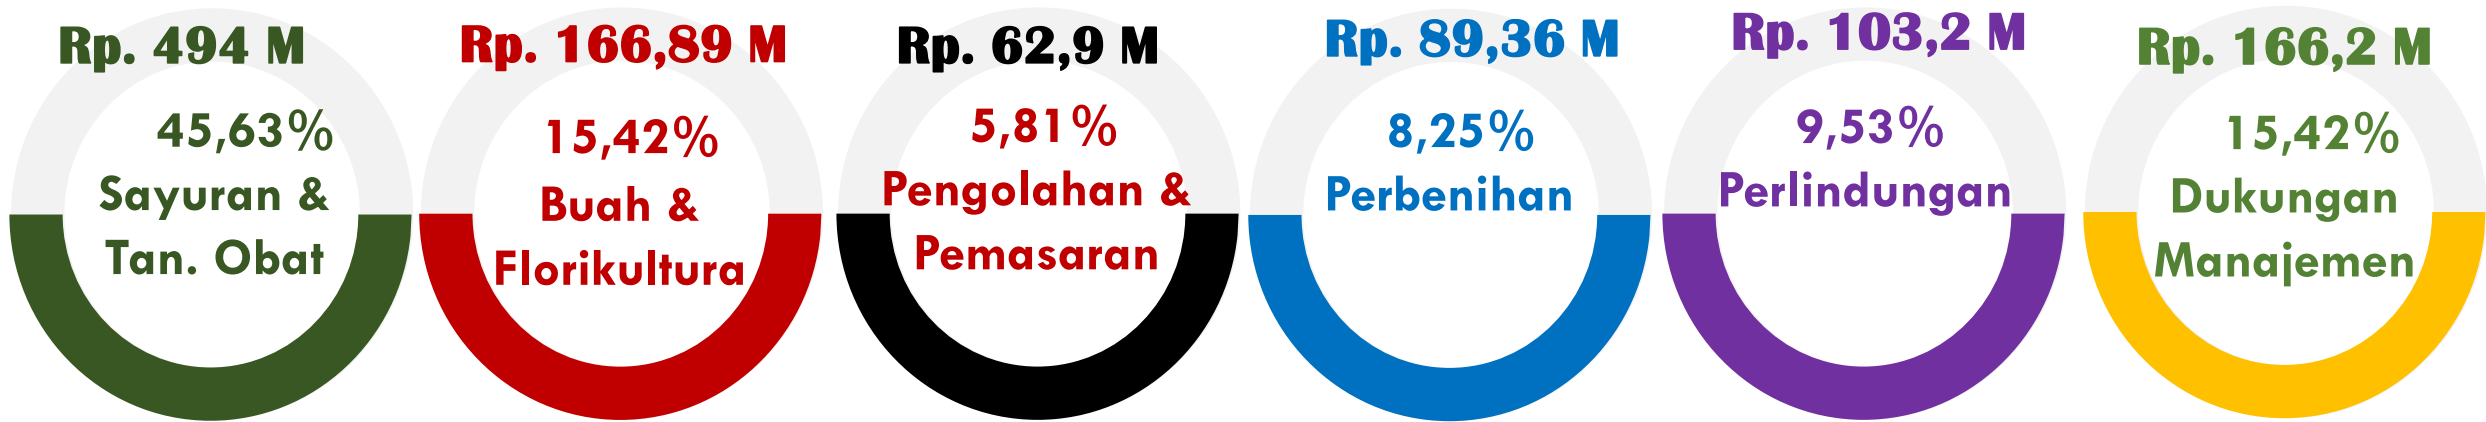 Rp. 494 M
45,63%
Sayuran &
Tan. Obat
Rp. 166,89 M
15,42%
Buah &
Florikultura
Rp. 62,9 M
5,81%
Pengolahan &
Pemasaran
Rp. 89,36 M
8,25%
Perbenihan
Rp. 103,2 M
9,53%
Perlindungan
Rp. 166,2 M
15,42%
Dukungan
Manajemen